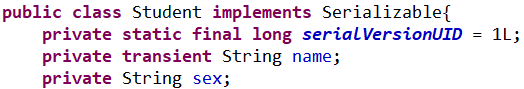 public class Student implements Serializable{
private static final long serialVersionUID = 1L;
private transient String name;
private String sex;